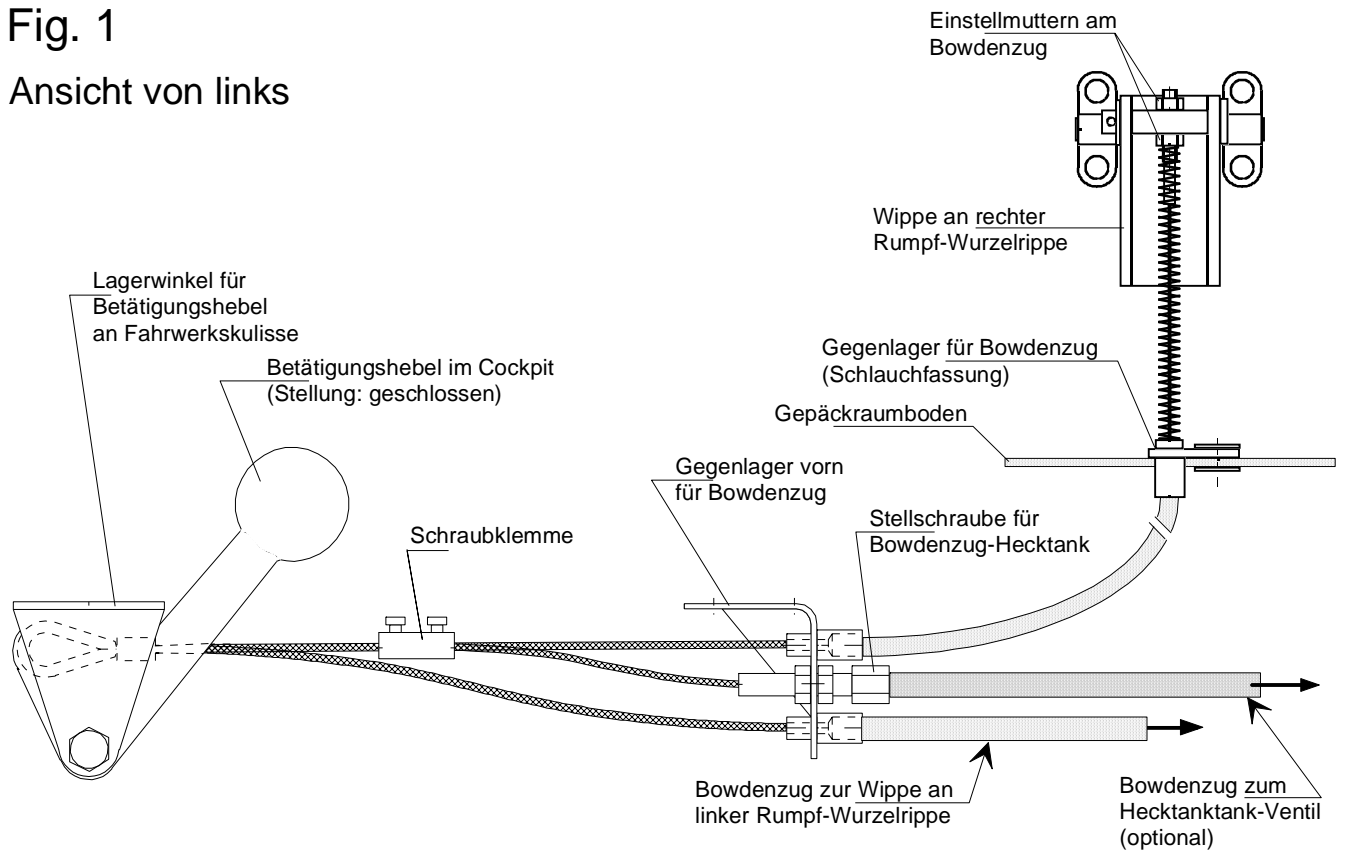 Fig. 1
Ansicht von links
Einstellmuttern am
Bowdenzug
Wippe an rechter
Rumpf-Wurzelrippe
Lagerwinkel für
Betätigungshebel
an Fahrwerkskulisse
Betätigungshebel im Cockpit
(Stellung: geschlossen)
Gegenlager für Bowdenzug
(Schlauchfassung)
Gepäckraumboden
Gegenlager vorn
für Bowdenzug
Schraubklemme
Stellschraube für
Bowdenzug-Hecktank
Bowdenzug zur Wippe an
linker Rumpf-Wurzelrippe
Bowdenzug zum
Hecktanktank-Ventil
(optional)